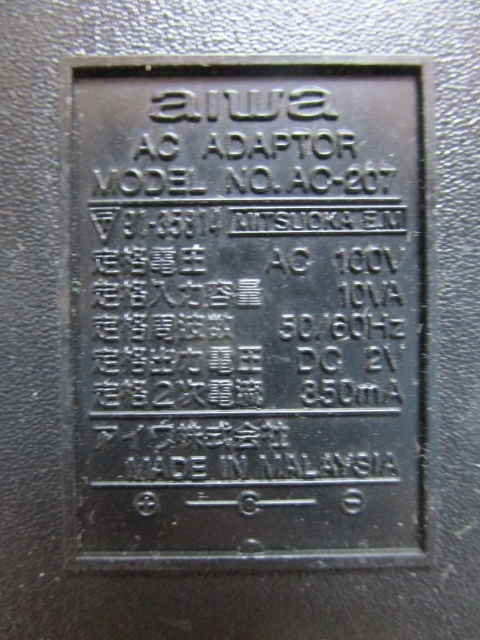 aiwa
AC ADAPTOR
MODEL NO. AC-207
91-35814 MITSUOKA E.M
定格電圧 AC 100V
定格入力容量 10VA
定格周波数 50/60Hz
定格出力電圧 DC 2V
定格2次電流 350mA
アイワ株式会社
MADE IN MALAYSIA